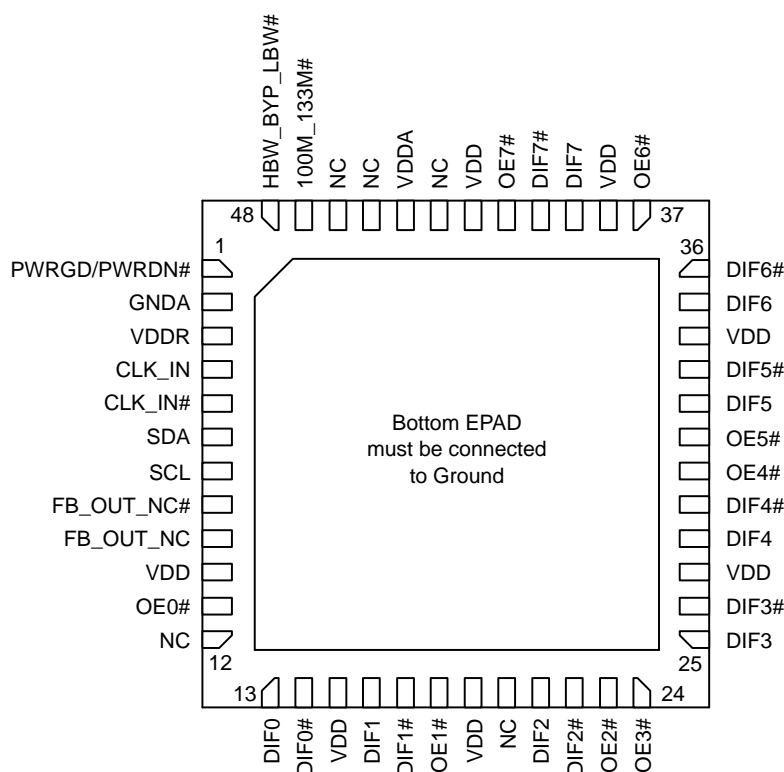 HBW_BYP_LBW#
100M_133M#
NC
NC
VDDA
NC
VDD
OE7#
DIF7#
DIF7
VDD
OE6#
48
37
1
36
PWRGD/PWRDN#
GNDA
VDDR
CLK_IN
CLK_IN#
SDA
SCL
FB_OUT_NC#
FB_OUT_NC
VDD
OE0#
NC
Bottom EPAD
must be connected
to Ground
DIF6#
DIF6
VDD
DIF5#
DIF5
OE5#
OE4#
DIF4#
DIF4
VDD
DIF3#
DIF3
12
25
13
24
DIF0
DIF0#
VDD
DIF1
DIF1#
OE1#
VDD
NC
DIF2
DIF2#
OE2#
OE3#